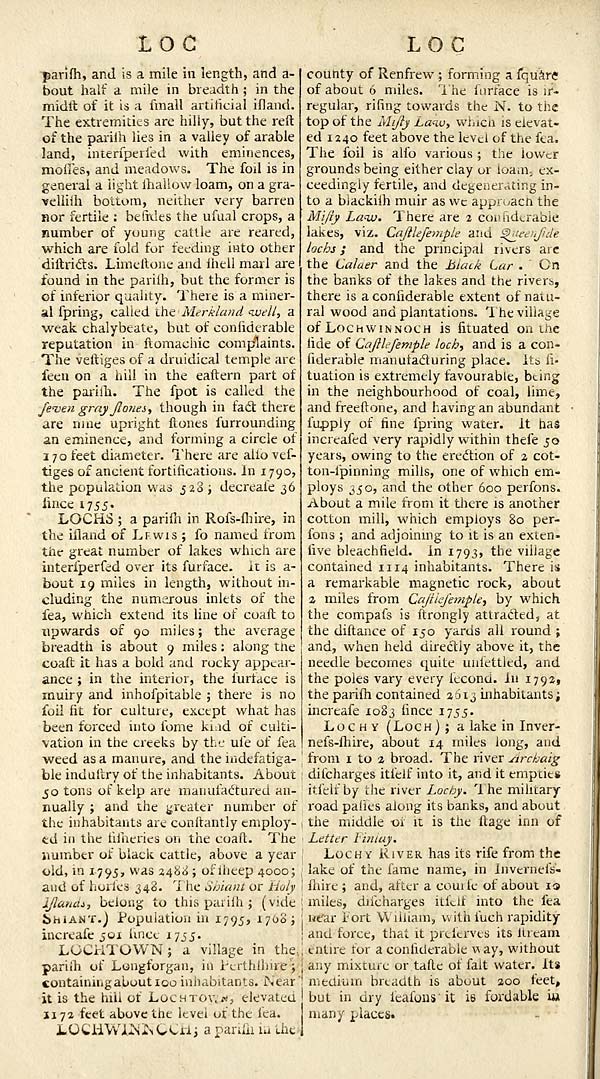 LOC
pariſh, and is a mile in length, and a-
bout half a mile in breadth; in the
midſt of it is a ſmall artificial iſland.
The extremities are hilly, but the reſt
of the pariſh lies in a valley of arable
land, interſperſed with eminences,
moſſes, and meadows. The ſoil is in
general a light ſhallow loam, on a gra-
velliſh bottom, neither very barren
nor fertile: beſides the uſual crops, a
number of young cattle are reared,
which are ſold for feeding into other
diſtricts. Limeſtone and ſhell marl are
found in the pariſh, but the former is
of inferior quality. There is a miner-
al ſpring, called the Merkland well, a
weak chalybeate, but of conſiderable
reputation in ſtomachic complaints.
The veſtiges of a druidical temple are
ſeen on a hill in the eaſtern part of
the pariſh. The ſpot is called the
ſeven gray ſtones, though in fact there
are nine upright ſtones ſurrounding
an eminence, and forming a circle of
170 feet diameter. There are alſo veſ-
tiges of ancient fortifications. In 1790,
the population was 528; decreaſe 36
ſince 1755.
LOCHS; a pariſh in Roſs-ſhire, in
the iſland of LEWIS; ſo named from
the great number of lakes which are
interſperſed over its ſurface. It is a-
bout 19 miles in length, without in-
cluding the numerous inlets of the
ſea, which extend its line of coaſt to
upwards of 90 miles; the average
breadth is about 9 miles: along the
coaſt it has a bold and rocky appear-
ance; in the interior, the ſurface is
muiry and inhoſpitable; there is no
ſoil fit for culture, except what has
been forced into ſome kind of culti-
vation in the creeks by the uſe of ſea
weed as a manure, and the indefatiga-
ble induſtry of the inhabitants. About
50 tons of kelp are manufactured an-
nually; and the greater number of
the inhabitants are conſtantly employ-
ed in the fiſheries on the coaſt. The
number of black cattle, above a year
old, in 1795, was 2488; of ſheep 4000;
and of horſes 348. The Shiant or Holy
Iſlands, belong to this pariſh; (vide
SHIANT.) Population in 1795, 1768;
increaſe 501 ſince 1755.
LOCHTOWN; a village in the
pariſh of Longforgan, in Perthſhire;
containing about 100 inhabitants. Near
it is the hill of LOCHTOWN, elevated
1172 feet above the level of the ſea.
LOCHWINNOCH; a pariſh in the
LOC
county of Renfrew; forming a ſquare
of about 6 miles. The ſurface is ir-
regular, riſing towards the N. to the
top of the Miſty Law, which is elevat-
ed 1240 feet above the level of the ſea.
The ſoil is alſo various; the lower
grounds being either clay or loam, ex-
ceedingly fertile, and degenerating in-
to a blackiſh muir as we approach the
Miſty Law. There are 2 conſiderable
lakes, viz. Caſtleſemple and Queenſide
lochs; and the principal rivers are
the Calder and the Black Car. On
the banks of the lakes and the rivers,
there is a conſiderable extent of natu-
ral wood and plantations. The village
of LOCHWINNOCH is ſituated on the
ſide of Caſtleſemple loch, and is a con-
ſiderable manufacturing place. Its ſi-
tuation is extremely favourable, being
in the neighbourhood of coal, lime,
and freeſtone, and having an abundant
ſupply of fine ſpring water. It has
increaſed very rapidly within theſe 50
years, owing to the erection of 2 cot-
ton-ſpinning mills, one of which em-
ploys 350, and the other 600 perſons.
About a mile from it there is another
cotton mill, which employs 80 per-
ſons; and adjoining to it is an exten-
ſive bleachfield. In 1793, the village
contained 1114 inhabitants. There is
a remarkable magnetic rock, about
2 miles from Caſtleſemple, by which
the compaſs is ſtrongly attracted, at
the diſtance of 150 yards all round;
and, when held directly above it, the
needle becomes quite unſettled, and
the poles vary every ſecond. In 1792,
the pariſh contained 2613 inhabitants;
increaſe 1083 ſince 1755.
LOCHY (LOCH); a lake in Inver-
neſs-ſhire, about 14 miles long, and
from 1 to 2 broad. The river Archaig
diſcharges itſelf into it, and it empties
itſelf by the river Lochy. The military
road paſſes along its banks, and about
the middle of it is the ſtage inn of
Letter Finlay.
LOCHY RIVER has its riſe from the
lake of the ſame name, in Inverneſs-
ſhire; and, after a courſe of about 10
miles, diſcharges itſelf into the ſea
near Fort William, with ſuch rapidity
and force, that it preſerves its ſtream
entire for a conſiderable way, without
any mixture or taſte of ſalt water. Its
medium breadth is about 200 feet,
but in dry ſeaſons it is fordable in
many places.